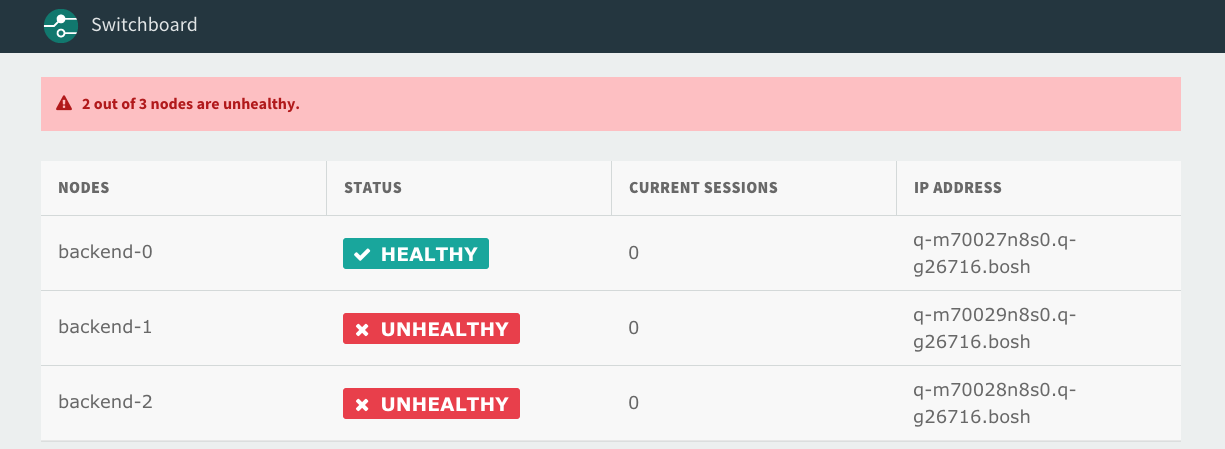 Switchboard
2 out of 3 nodes are unhealthy.
NODES STATUS CURRENT SESSIONS IP ADDRESS
backend-0 HEALTHY 0 q-m70027n8s0.q-
g26716.bosh
backend-1 UNHEALTHY 0 q-m70029n8s0.q-
g26716.bosh
backend-2 UNHEALTHY 0 q-m70028n8s0.q-
g26716.bosh